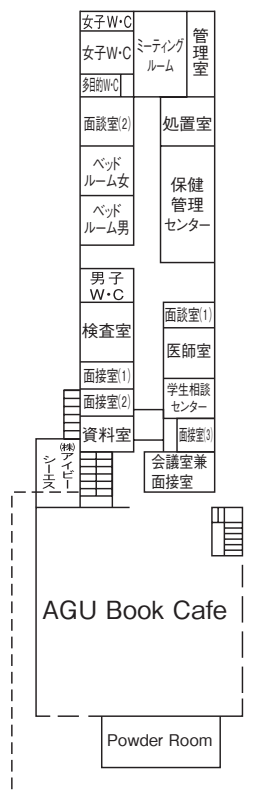 女子W・C
女子W・C
多目的W・C
ミーティング
ルーム
管理室
面談室(2)
処置室
ベッド
ルーム女
ベッド
ルーム男
保健
管理
センター
男子
W・C
検査室
面談室(1)
医師室
面接室(1)
面接室(2)
学生相談
センター
資料室
面接室(3)
会議室兼
面接室
㈱アイビー
シーエス
AGU Book Cafe
Powder Room